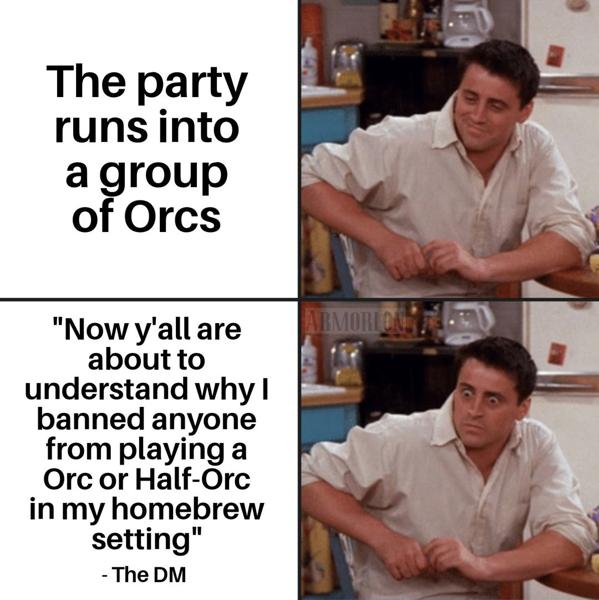 The party
runs into
a group
of Orcs
"Now y'all are
about to
understand why I
banned anyone
from playing a
Orc or Half-Orc
in my homebrew
setting"
- The DM
ARMORION